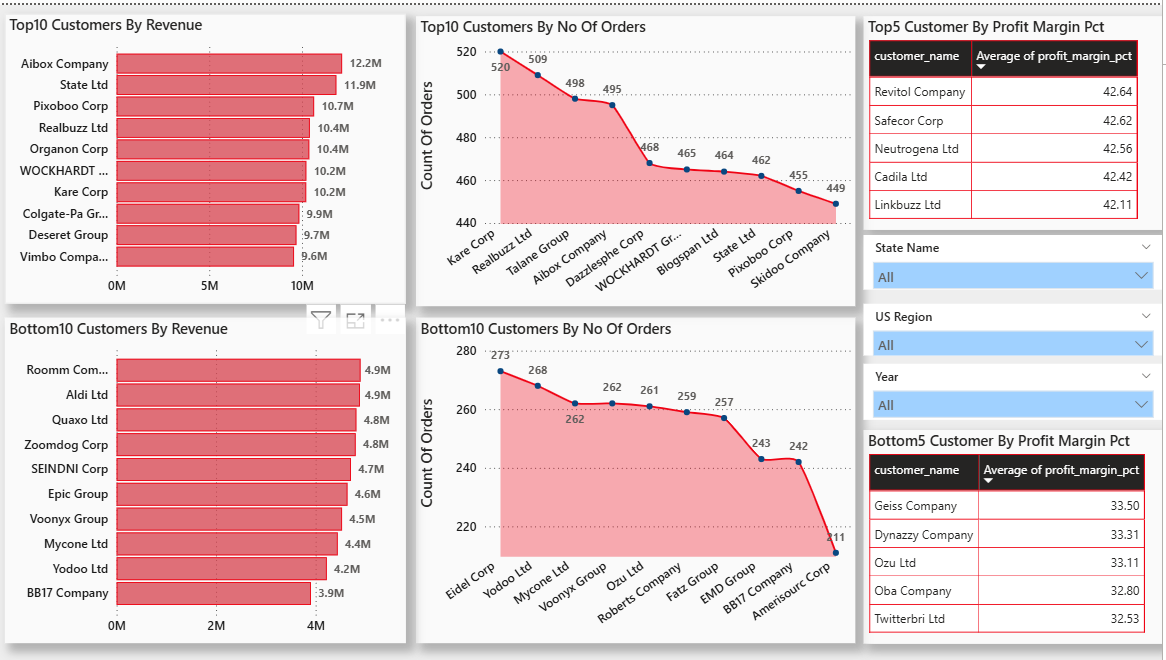 Top10 Customers By Revenue
Aibox Company 12.2M
State Ltd 11.9M
Pixoboo Corp 10.7M
Realbuzz Ltd 10.4M
Organon Corp 10.4M
WOCKHARDT ... 10.2M
Kare Corp 10.2M
Colgate-Pa Gr... 9.9M
Deseret Group 9.7M
Vimbo Compa... 9.6M
0M 5M 10M
Top10 Customers By No Of Orders
Count Of Orders
520
500
480
460
440
520 509 498 495 468 465 464 462 455 449
Kare Corp
Realbuzz Ltd
Talane Group
Aibox Company
Dazzlesphe Corp
WOCKHARDT Gr...
Blogspan Ltd
State Ltd
Pixoboo Corp
Skidoo Company
Top5 Customer By Profit Margin Pct
customer_name Average of profit_margin_pct
Revitol Company 42.64
Safecor Corp 42.62
Neutrogena Ltd 42.56
Cadila Ltd 42.42
Linkbuzz Ltd 42.11
State Name
All
US Region
All
Year
All
Bottom10 Customers By Revenue
Roomm Com... 4.9M
Aldi Ltd 4.9M
Quaxo Ltd 4.8M
Zoomdog Corp 4.8M
SEINDNI Corp 4.7M
Epic Group 4.6M
Voonyx Group 4.5M
Mycone Ltd 4.4M
Yodoo Ltd 4.2M
BB17 Company 3.9M
0M 2M 4M
Bottom10 Customers By No Of Orders
Count Of Orders
280
260
240
220
273 268 262 262 261 259 257 243 242 211
Eidel Corp
Yodoo Ltd
Mycone Ltd
Voonyx Group
Ozu Ltd
Roberts Company
Fatz Group
EMD Group
BB17 Company
Amerisourc Corp
Bottom5 Customer By Profit Margin Pct
customer_name Average of profit_margin_pct
Geiss Company 33.50
Dynazzy Company 33.31
Ozu Ltd 33.11
Oba Company 32.80
Twitterbri Ltd 32.53